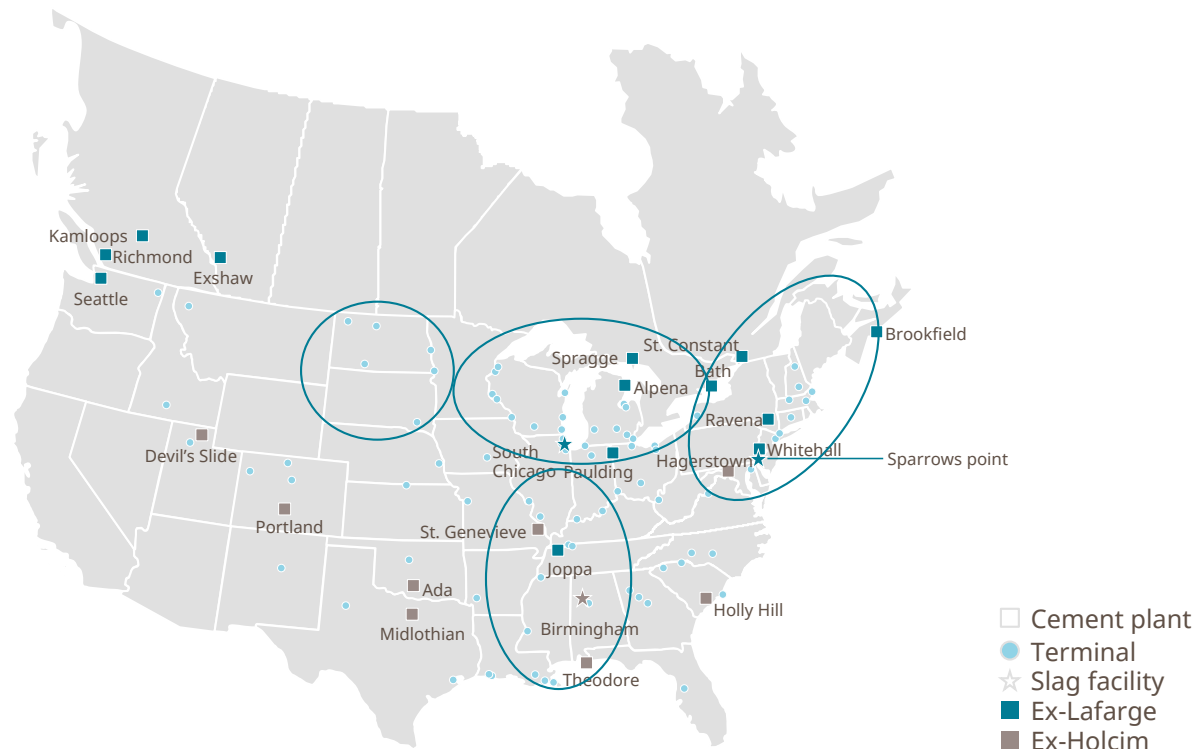 Kamloops
Richmond
Exshaw
Seattle
Brookfield
St. Constant
Spragge
Bath
Alpena
Ravena
Devil’s Slide
South
Chicago
Paulding
Whitehall
Hagerstown
Sparrows point
Portland
St. Genevieve
Joppa
Ada
Holly Hill
Midlothian
Birmingham
Theodore
Cement plant
Terminal
Slag facility
Ex-Lafarge
Ex-Holcim